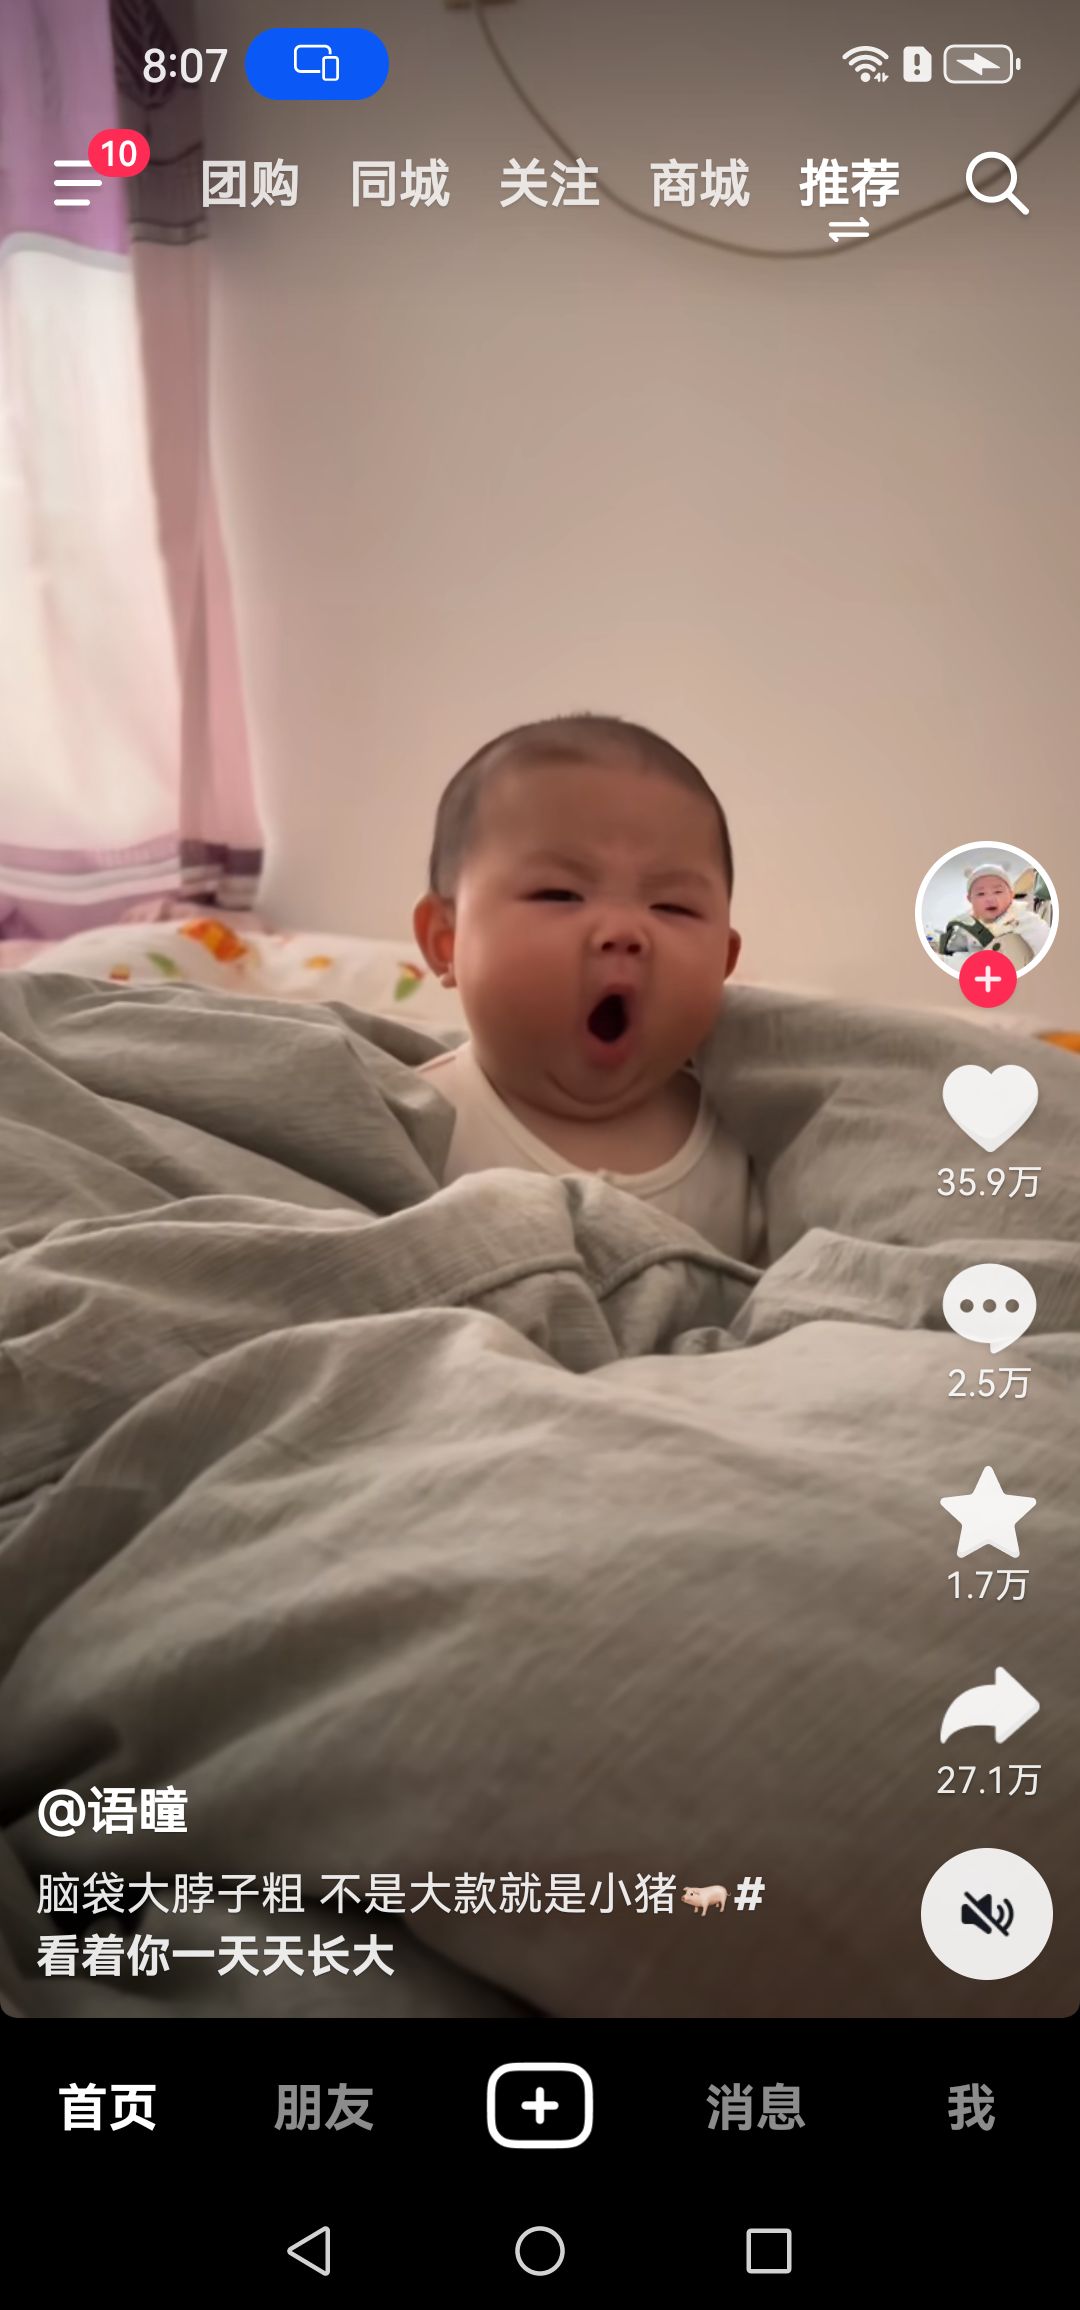 8:07
10
团购 同城 关注 商城 推荐
35.9万
2.5万
1.7万
27.1万
@语瞳
脑袋大脖子粗 不是大款就是小猪🐖#
看着你一天天长大
首页 朋友 消息 我